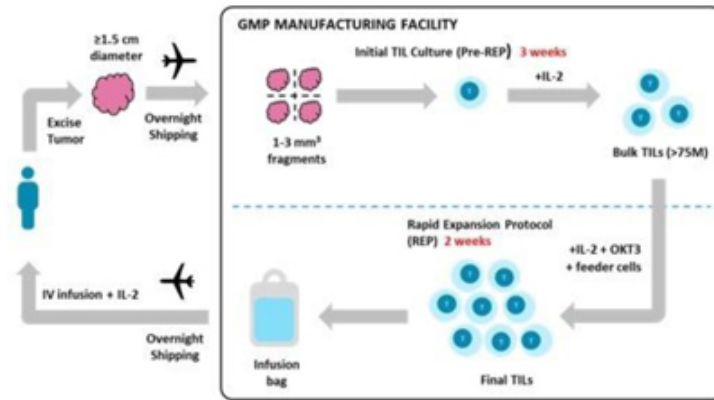 GMP MANUFACTURING FACILITY
≥1.5 cm
diameter
Excise
Tumor
Overnight
Shipping
Initial TIL Culture (Pre-REP) 3 weeks
1-3 mm³
fragments
+IL-2
Bulk TILs (>75M)
Rapid Expansion Protocol
(REP) 2 weeks
+IL-2 + OKT3
+ feeder cells
Final TILs
Infusion
bag
Overnight
Shipping
IV infusion + IL-2